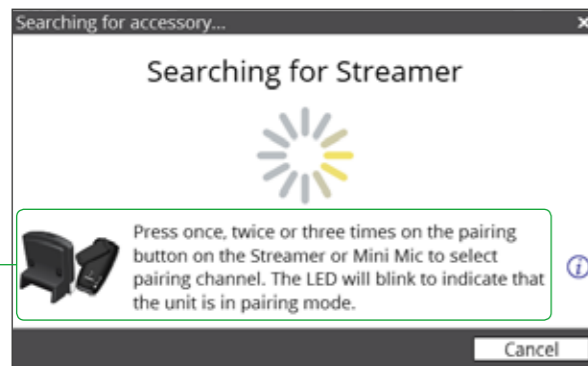 Searching for accessory...
Searching for Streamer
Press once, twice or three times on the pairing
button on the Streamer or Mini Mic to select
pairing channel. The LED will blink to indicate that
the unit is in pairing mode.
Cancel